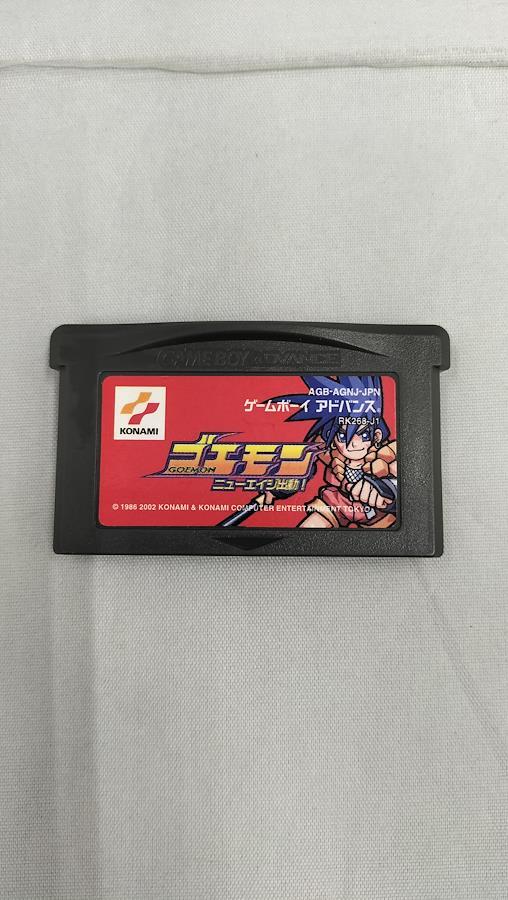 GAME BOY ADVANCE
AGB-AGNJ-JPN
ゲームボーイ アドバンス®
RK268-J1
KONAMI
ゴエモン
GOEMON
ニューエイジ出動!
© 1986 2002 KONAMI & KONAMI COMPUTER ENTERTAINMENT TOKYO